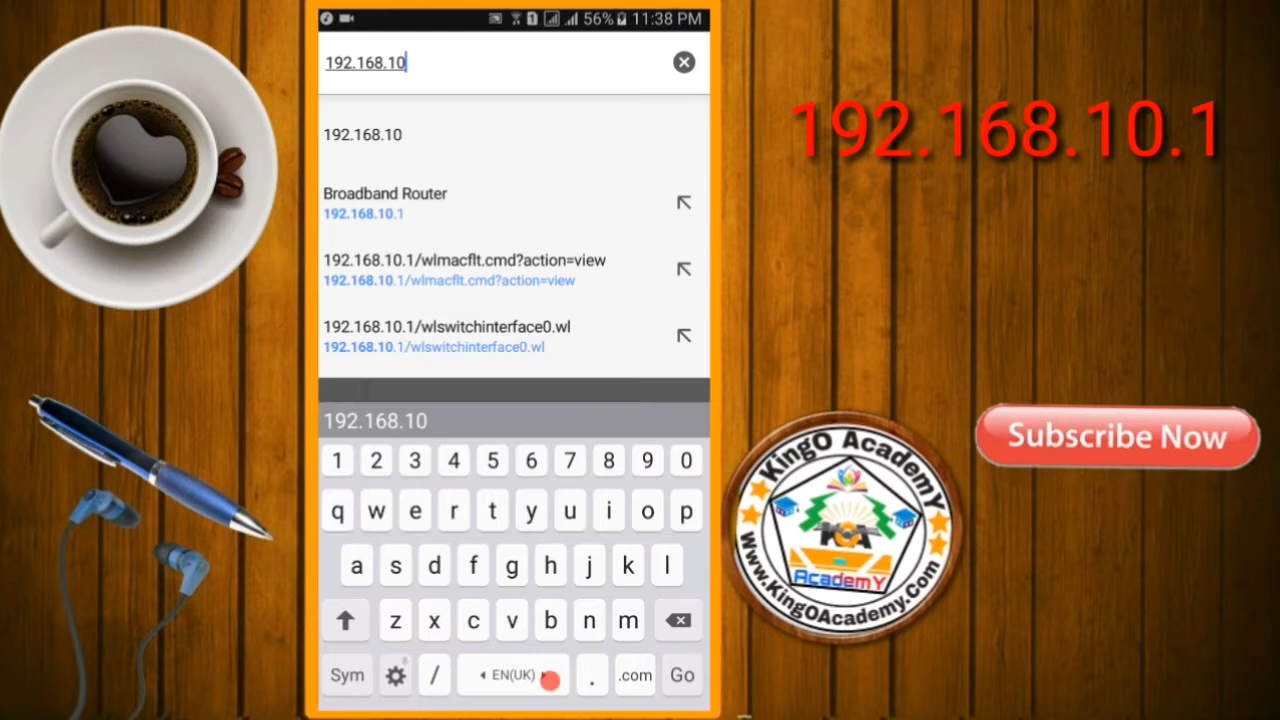 56% 11:38 PM
192.168.10
192.168.10
Broadband Router
192.168.10.1
192.168.10.1/wlmacflt.cmd?action=view
192.168.10.1/wlmacflt.cmd?action=view
192.168.10.1/wlswitchinterface0.wl
192.168.10.1/wlswitchinterface0.wl
192.168.10
1 2 3 4 5 6 7 8 9 0
q w e r t y u i o p
a s d f g h j k l
z x c v b n m
Sym / EN(UK) . .com Go
192.168.10.1
Subscribe Now
KingO AcademY
KOA
AcademY
www.KingOAcademy.Com